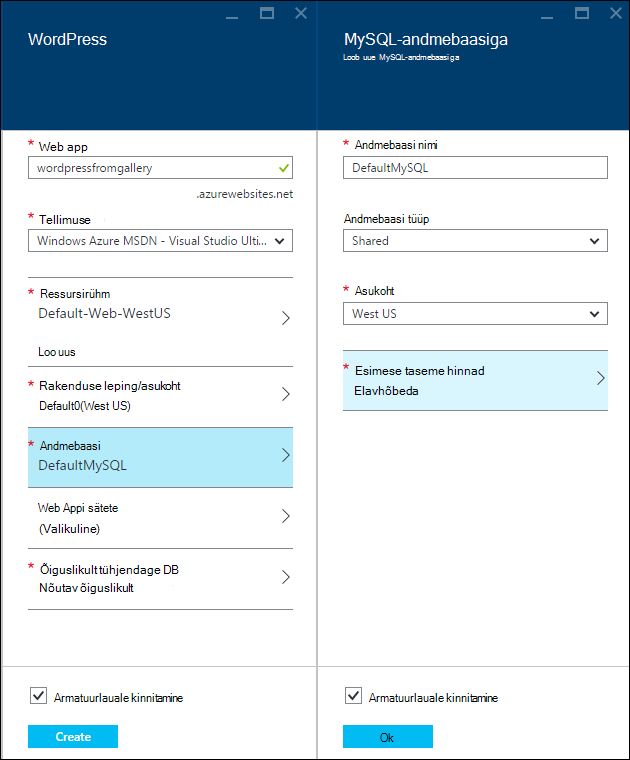 WordPress
* Web app
wordpressfromgallery
.azurewebsites.net
* Tellimuse
Windows Azure MSDN - Visual Studio Ulti...
* Ressursirühm
Default-Web-WestUS
Loo uus
* Rakenduse leping/asukoht
Default0(West US)
* Andmebaasi
DefaultMySQL
Web Appi sätete
(Valikuline)
* Õiguslikult tühjendage DB
Nõutav õiguslikult
Armatuurlauale kinnitamine
Create
MySQL-andmebaasiga
Loob uue MySQL-andmebaasiga
* Andmebaasi nimi
DefaultMySQL
Andmebaasi tüüp
Shared
* Asukoht
West US
* Esimese taseme hinnad
Elavhõbeda
Armatuurlauale kinnitamine
Ok